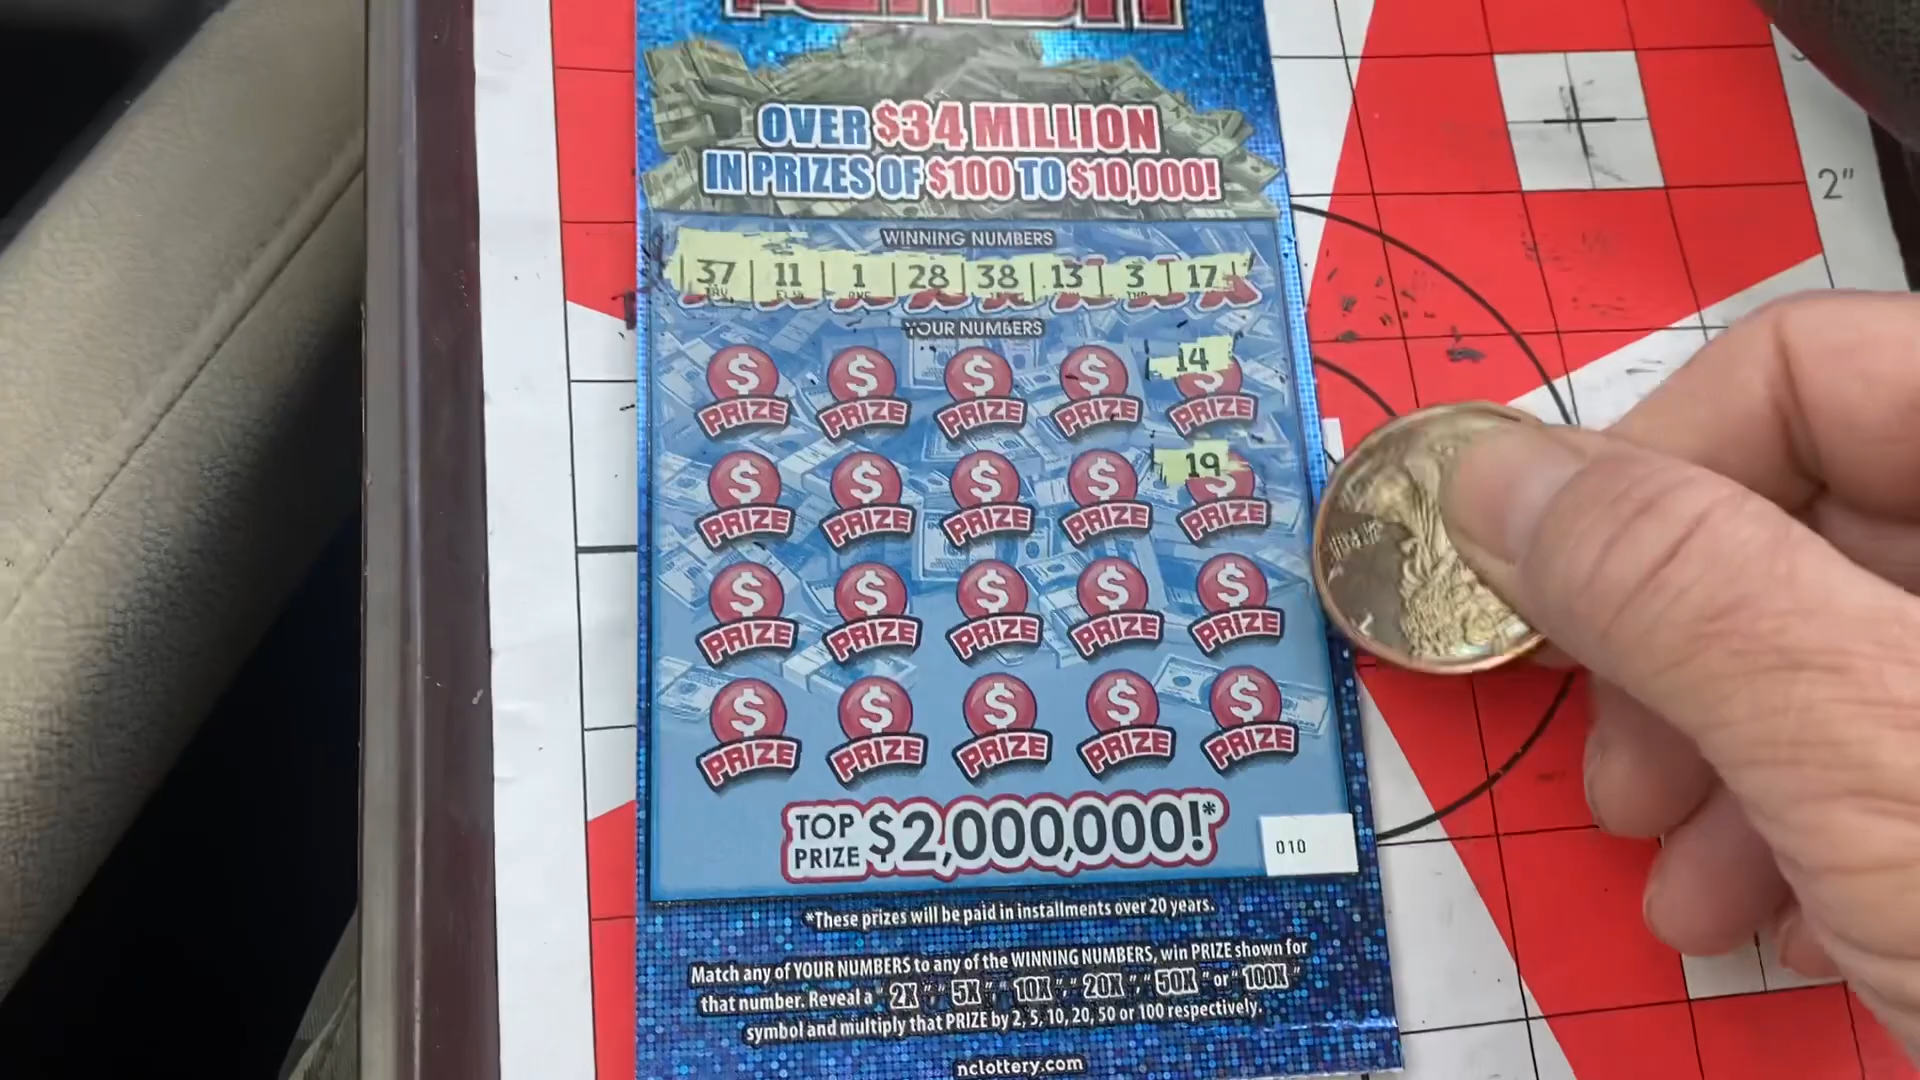 OVER $34 MILLION
IN PRIZES OF $100 TO $10,000!
WINNING NUMBERS
37 11 1 28 38 13 3 17
YOUR NUMBERS
14
PRIZE PRIZE PRIZE PRIZE PRIZE
19
PRIZE PRIZE PRIZE PRIZE PRIZE
PRIZE PRIZE PRIZE PRIZE PRIZE
PRIZE PRIZE PRIZE PRIZE PRIZE
TOP PRIZE $2,000,000!*
010
*These prizes will be paid in installments over 20 years.
Match any of YOUR NUMBERS to any of the WINNING NUMBERS, win PRIZE shown for
that number. Reveal a "2X", "5X", "10X", "20X", "50X" or "100X"
symbol and multiply that PRIZE by 2, 5, 10, 20, 50 or 100 respectively.
nclottery.com
2"